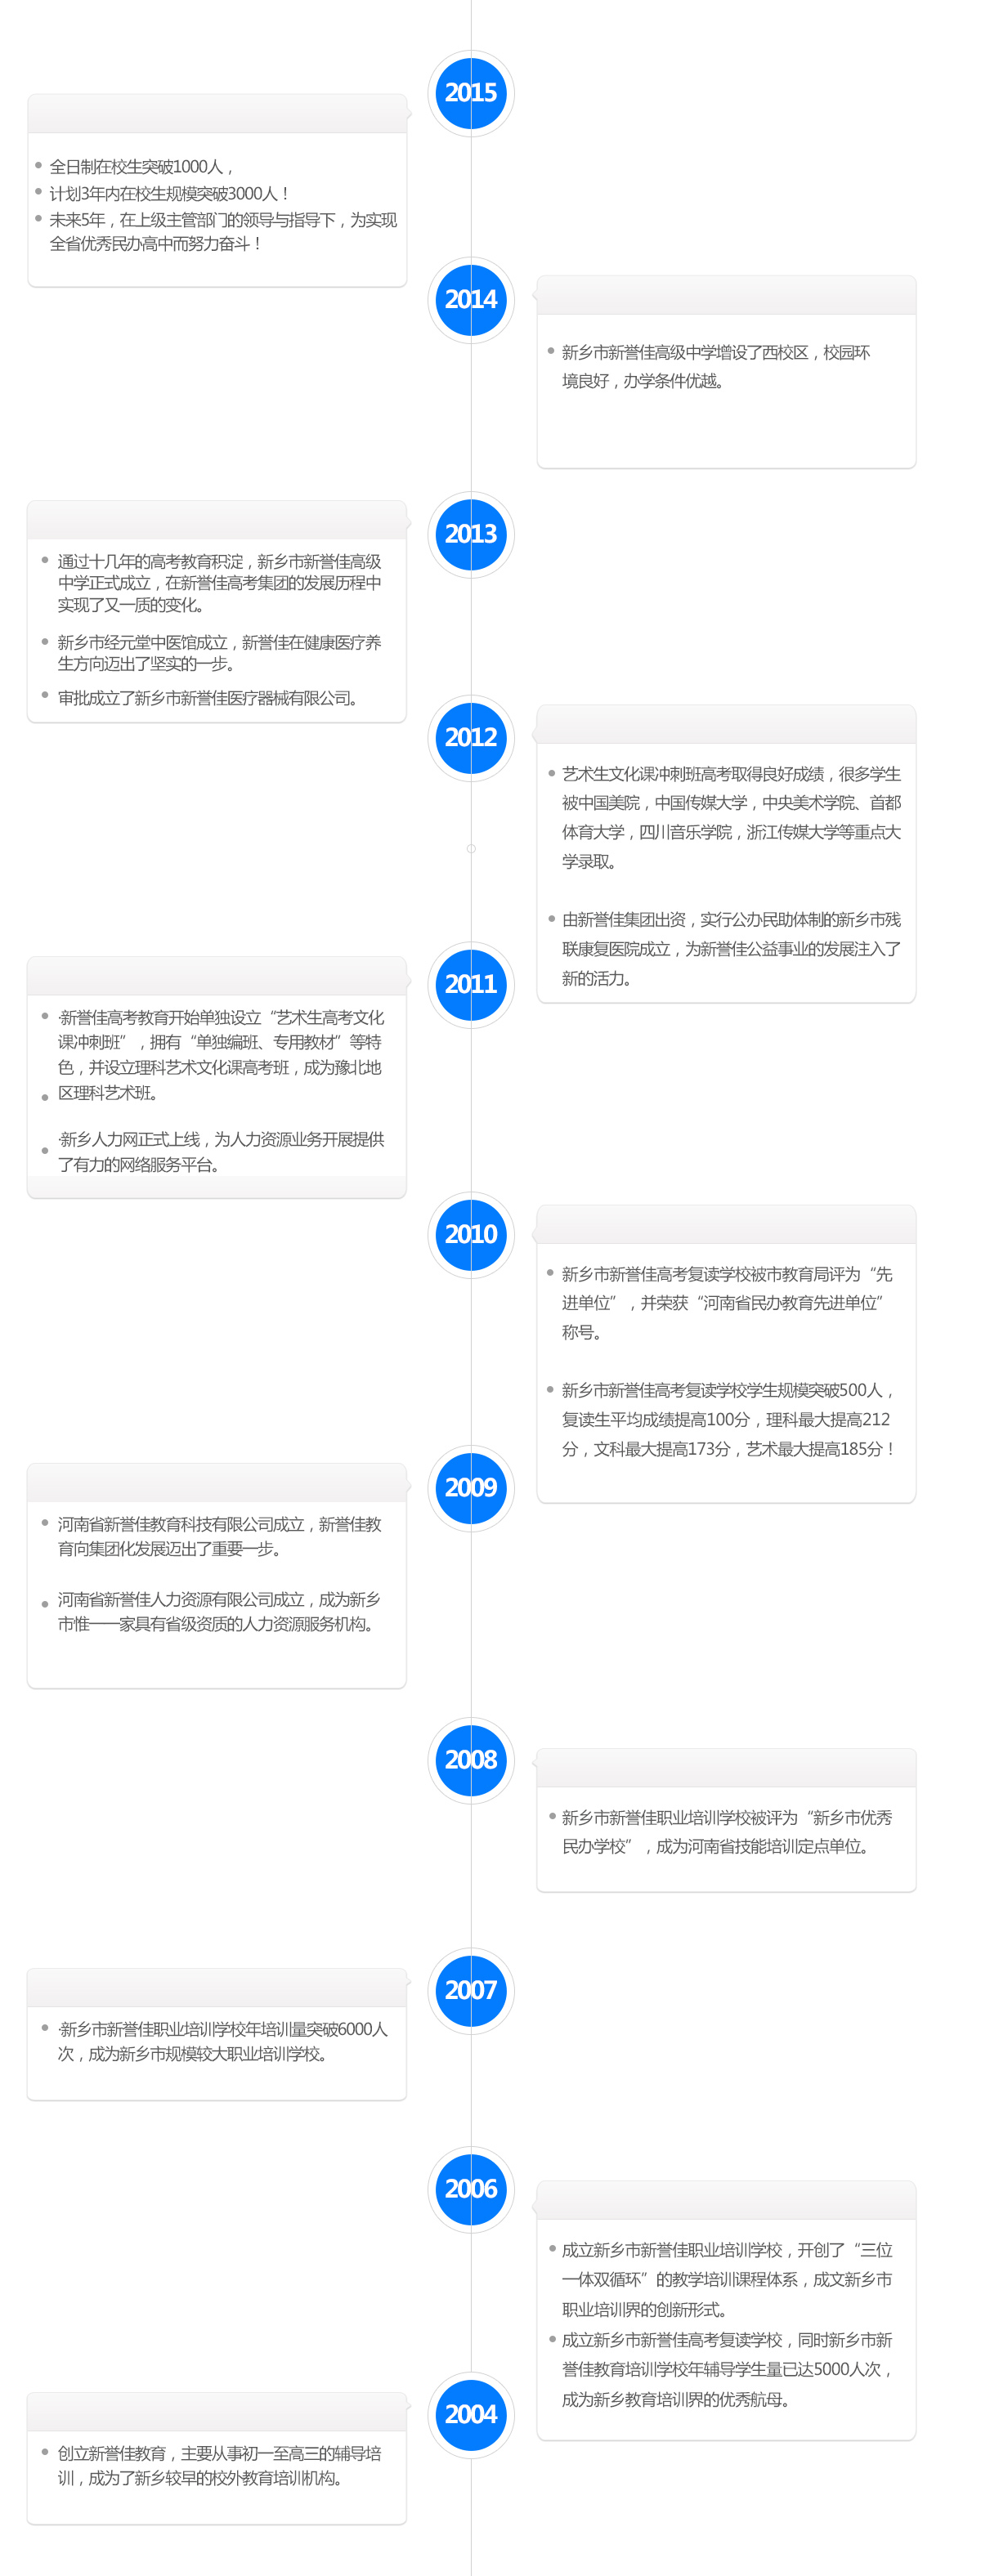 2015
全日制在校生突破1000人，
计划3年内在校生规模突破3000人！
未来5年，在上级主管部门的领导与指导下，为实现
全省优秀民办高中而努力奋斗！
2014
新乡市新誉佳高级中学增设了西校区，校园环
境良好，办学条件优越。
2013
通过十几年的高考教育积淀，新乡市新誉佳高级
中学正式成立，在新誉佳高考集团的发展历程中
实现了又一质的变化。
新乡市经元堂中医馆成立，新誉佳在健康医疗养
生方向迈出了坚实的一步。
审批成立了新乡市新誉佳医疗器械有限公司。
2012
艺术生文化课冲刺班高考取得良好成绩，很多学生
被中国美院，中国传媒大学，中央美术学院、首都
体育大学，四川音乐学院，浙江传媒大学等重点大
学录取。
由新誉佳集团出资，实行公办民助体制的新乡市残
联康复医院成立，为新誉佳公益事业的发展注入了
新的活力。
2011
·新誉佳高考教育开始单独设立“艺术生高考文化
课冲刺班”，拥有“单独编班、专用教材”等特
色，并设立理科艺术文化课高考班，成为豫北地
区理科艺术班。
·新乡人力网正式上线，为人力资源业务开展提供
了有力的网络服务平台。
2010
新乡市新誉佳高考复读学校被市教育局评为“先
进单位”，并荣获“河南省民办教育先进单位”
称号。
新乡市新誉佳高考复读学校学生规模突破500人，
复读生平均成绩提高100分，理科最大提高212
分，文科最大提高173分，艺术最大提高185分！
2009
河南省新誉佳教育科技有限公司成立，新誉佳教
育向集团化发展迈出了重要一步。
河南省新誉佳人力资源有限公司成立，成为新乡
市惟一一家具有省级资质的人力资源服务机构。
2008
新乡市新誉佳职业培训学校被评为“新乡市优秀
民办学校”，成为河南省技能培训定点单位。
2007
·新乡市新誉佳职业培训学校年培训量突破6000人
次，成为新乡市规模较大职业培训学校。
2006
成立新乡市新誉佳职业培训学校，开创了“三位
一体双循环”的教学培训课程体系，成文新乡市
职业培训界的创新形式。
成立新乡市新誉佳高考复读学校，同时新乡市新
誉佳教育培训学校年辅导学生量已达5000人次，
成为新乡教育培训界的优秀航母。
2004
创立新誉佳教育，主要从事初一至高三的辅导培
训，成为了新乡较早的校外教育培训机构。